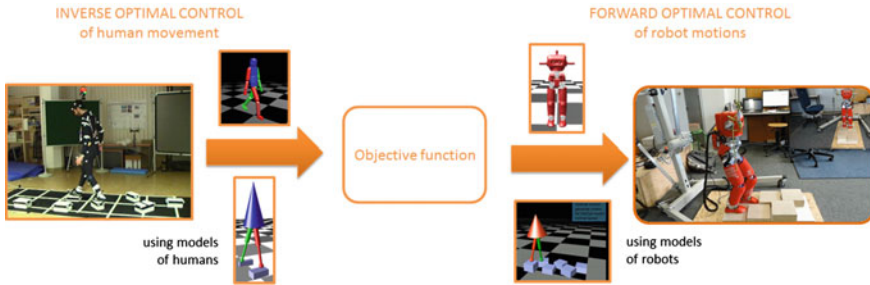 INVERSE OPTIMAL CONTROL
of human movement
FORWARD OPTIMAL CONTROL
of robot motions
Objective function
using models
of humans
using models
of robots